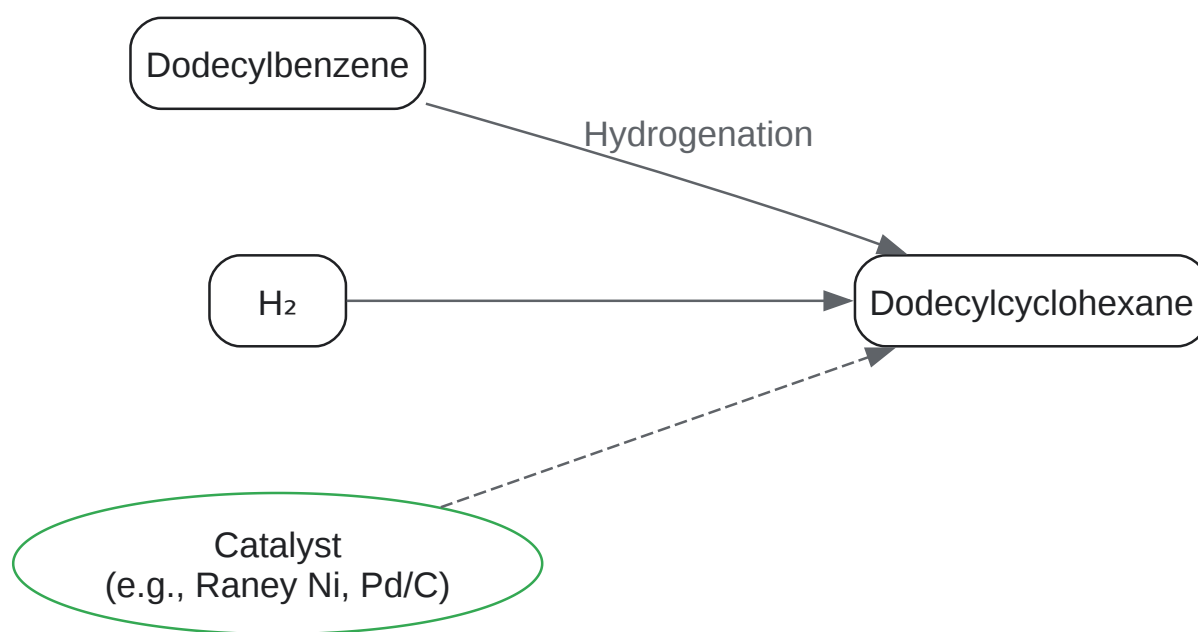 Dodecylbenzene
Hydrogenation
H₂
Dodecylcyclohexane
Catalyst
(e.g., Raney Ni, Pd/C)